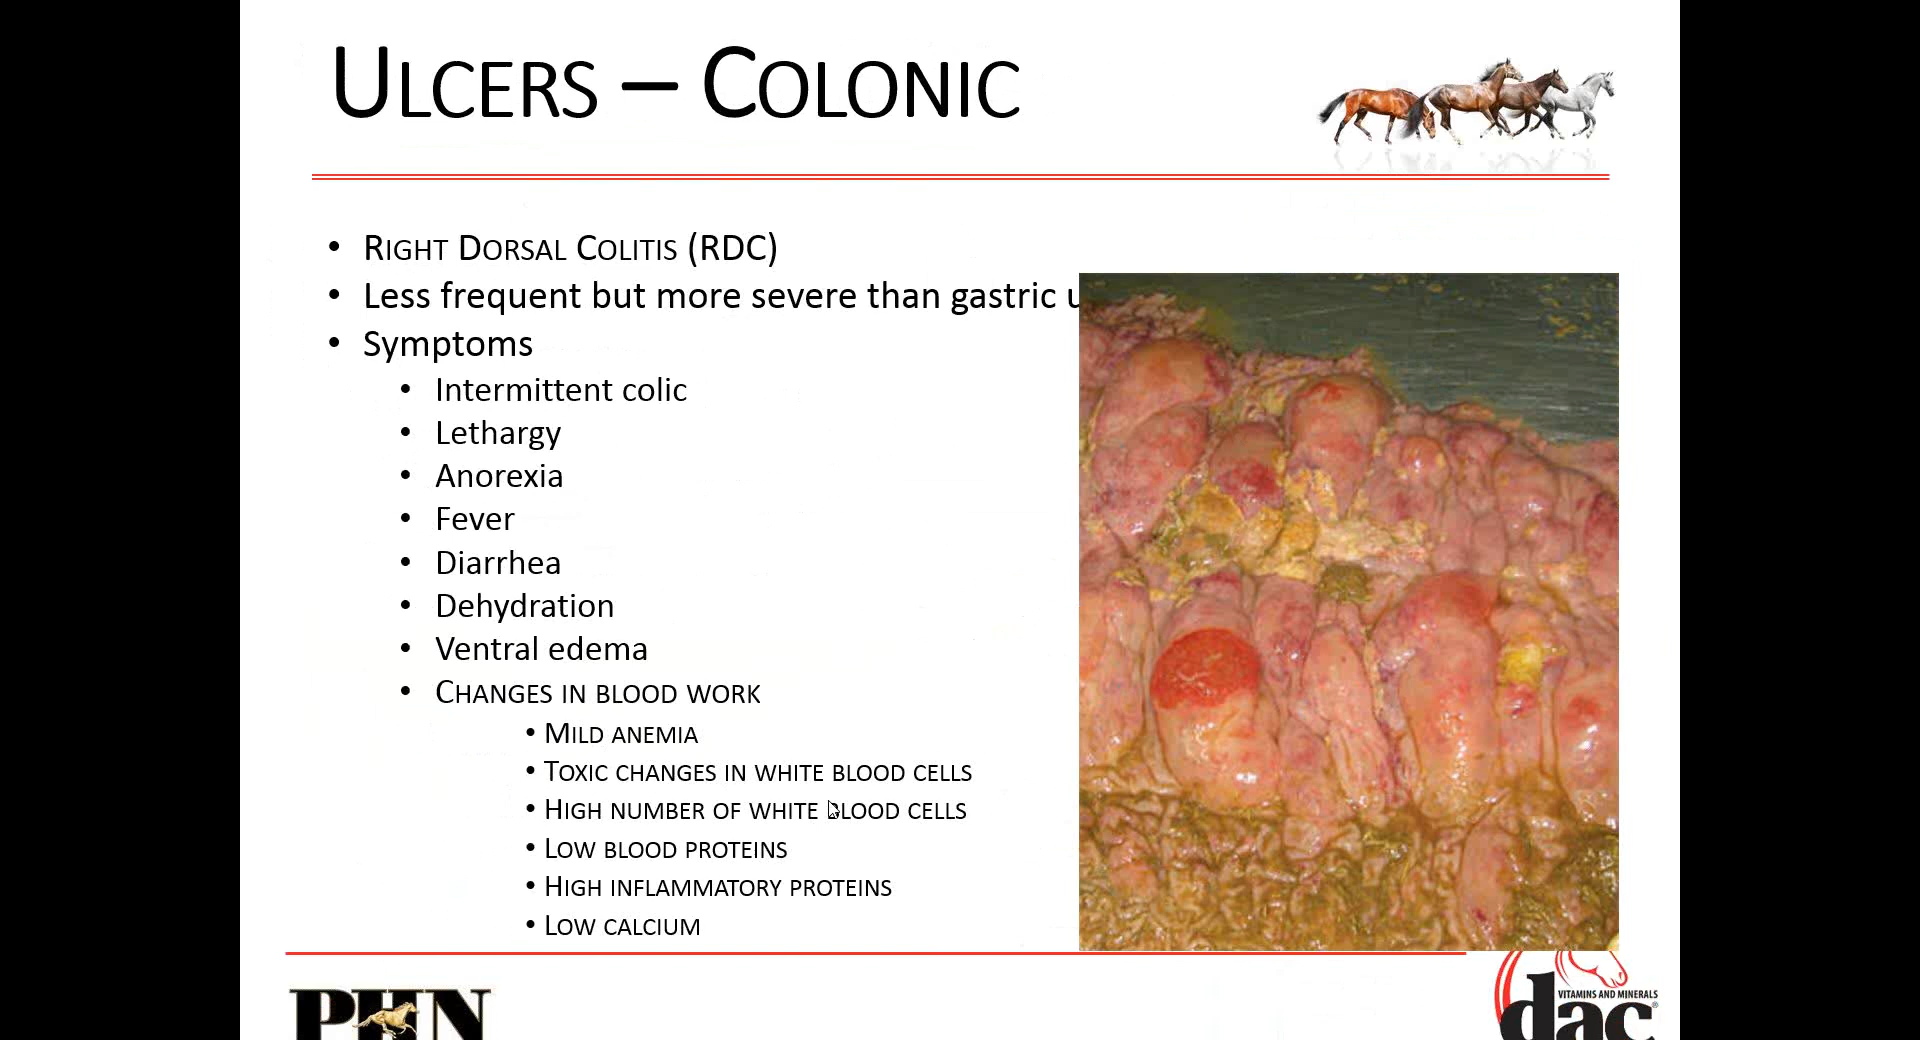 ULCERS – COLONIC
• RIGHT DORSAL COLITIS (RDC)
• Less frequent but more severe than gastric
• Symptoms
• Intermittent colic
• Lethargy
• Anorexia
• Fever
• Diarrhea
• Dehydration
• Ventral edema
• CHANGES IN BLOOD WORK
• MILD ANEMIA
• TOXIC CHANGES IN WHITE BLOOD CELLS
• HIGH NUMBER OF WHITE BLOOD CELLS
• LOW BLOOD PROTEINS
• HIGH INFLAMMATORY PROTEINS
• LOW CALCIUM
PHN
VITAMINS AND MINERALS
dac®